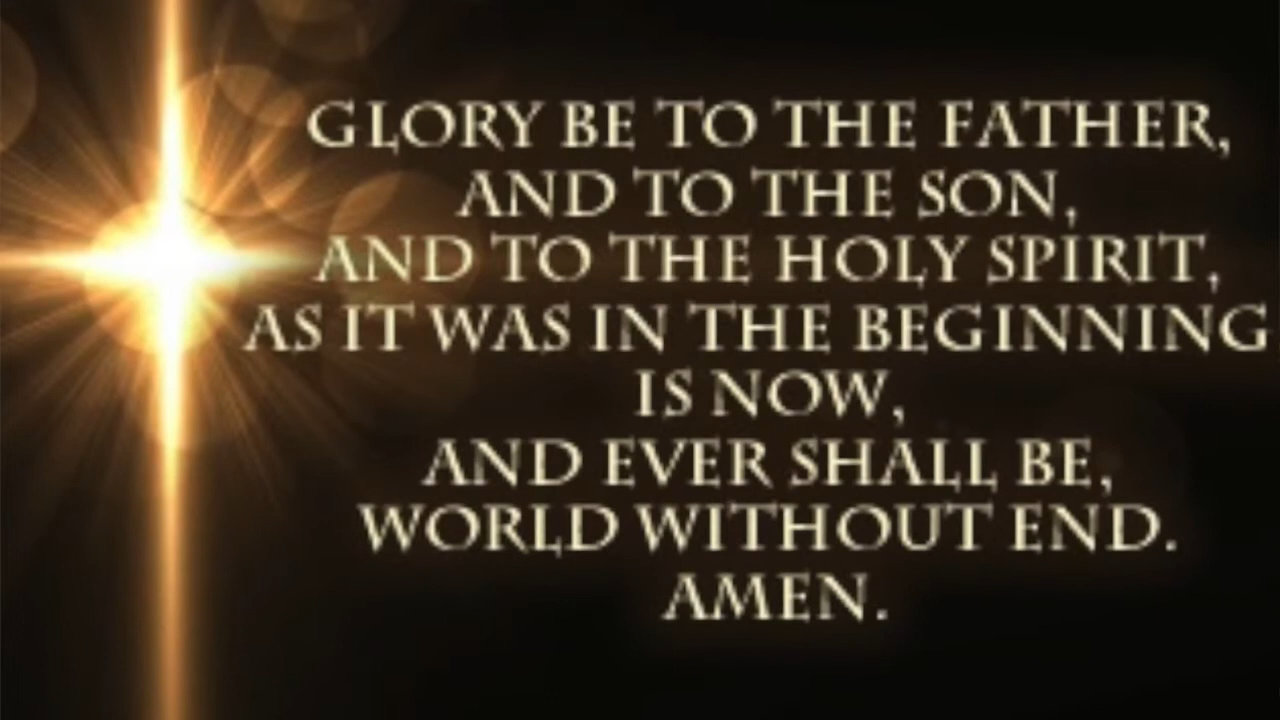 GLORY BE TO THE FATHER,
AND TO THE SON,
AND TO THE HOLY SPIRIT,
AS IT WAS IN THE BEGINNING
IS NOW,
AND EVER SHALL BE,
WORLD WITHOUT END.
AMEN.